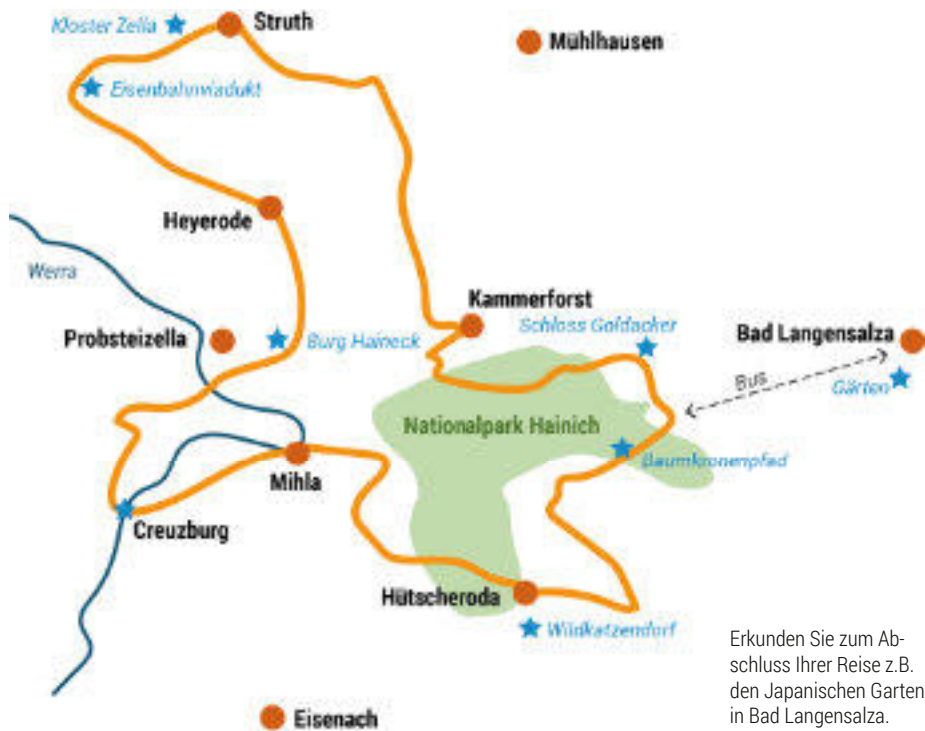 Kloster Zella
Struth
Mühlhausen
Eisenbahnviadukt
Heyerode
Werra
Kammerforst
Probsteizella
Burg Haineck
Schloss Goldacker
Bad Langensalza
Bus
Gärten
Nationalpark Hainich
Baumkronenpfad
Mihla
Creuzburg
Hütscheroda
Wildkatzendorf
Erkunden Sie zum Ab-
schluss Ihrer Reise z.B.
den Japanischen Garten
in Bad Langensalza.
Eisenach